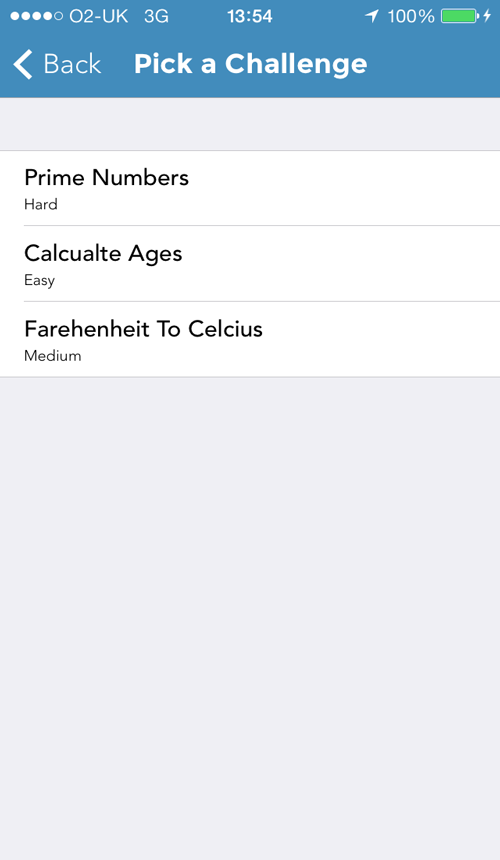 O2-UK 3G 13:54 100%
Back Pick a Challenge
Prime Numbers
Hard
Calcualte Ages
Easy
Farehenheit To Celcius
Medium